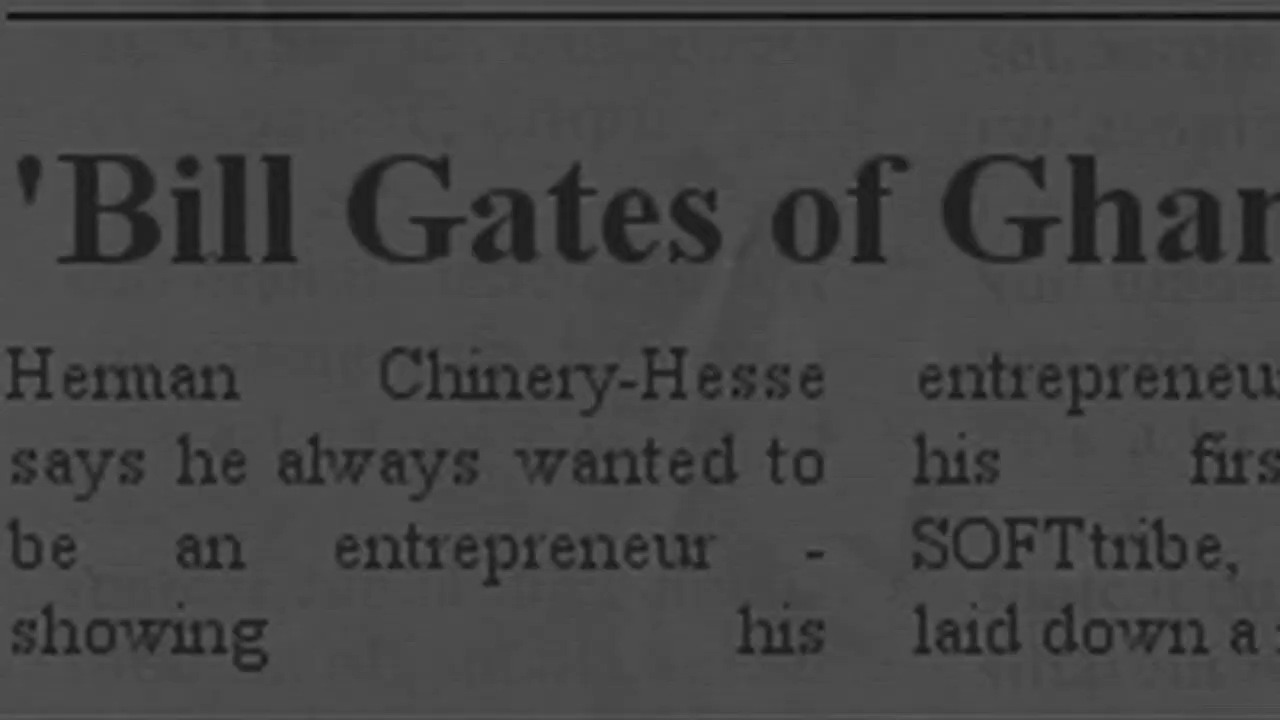 'Bill Gates of Ghan
Herman Chinery-Hesse
says he always wanted to
be an entrepreneur -
showing his
entrepreneu
his firs
SOFTtribe,
laid down a